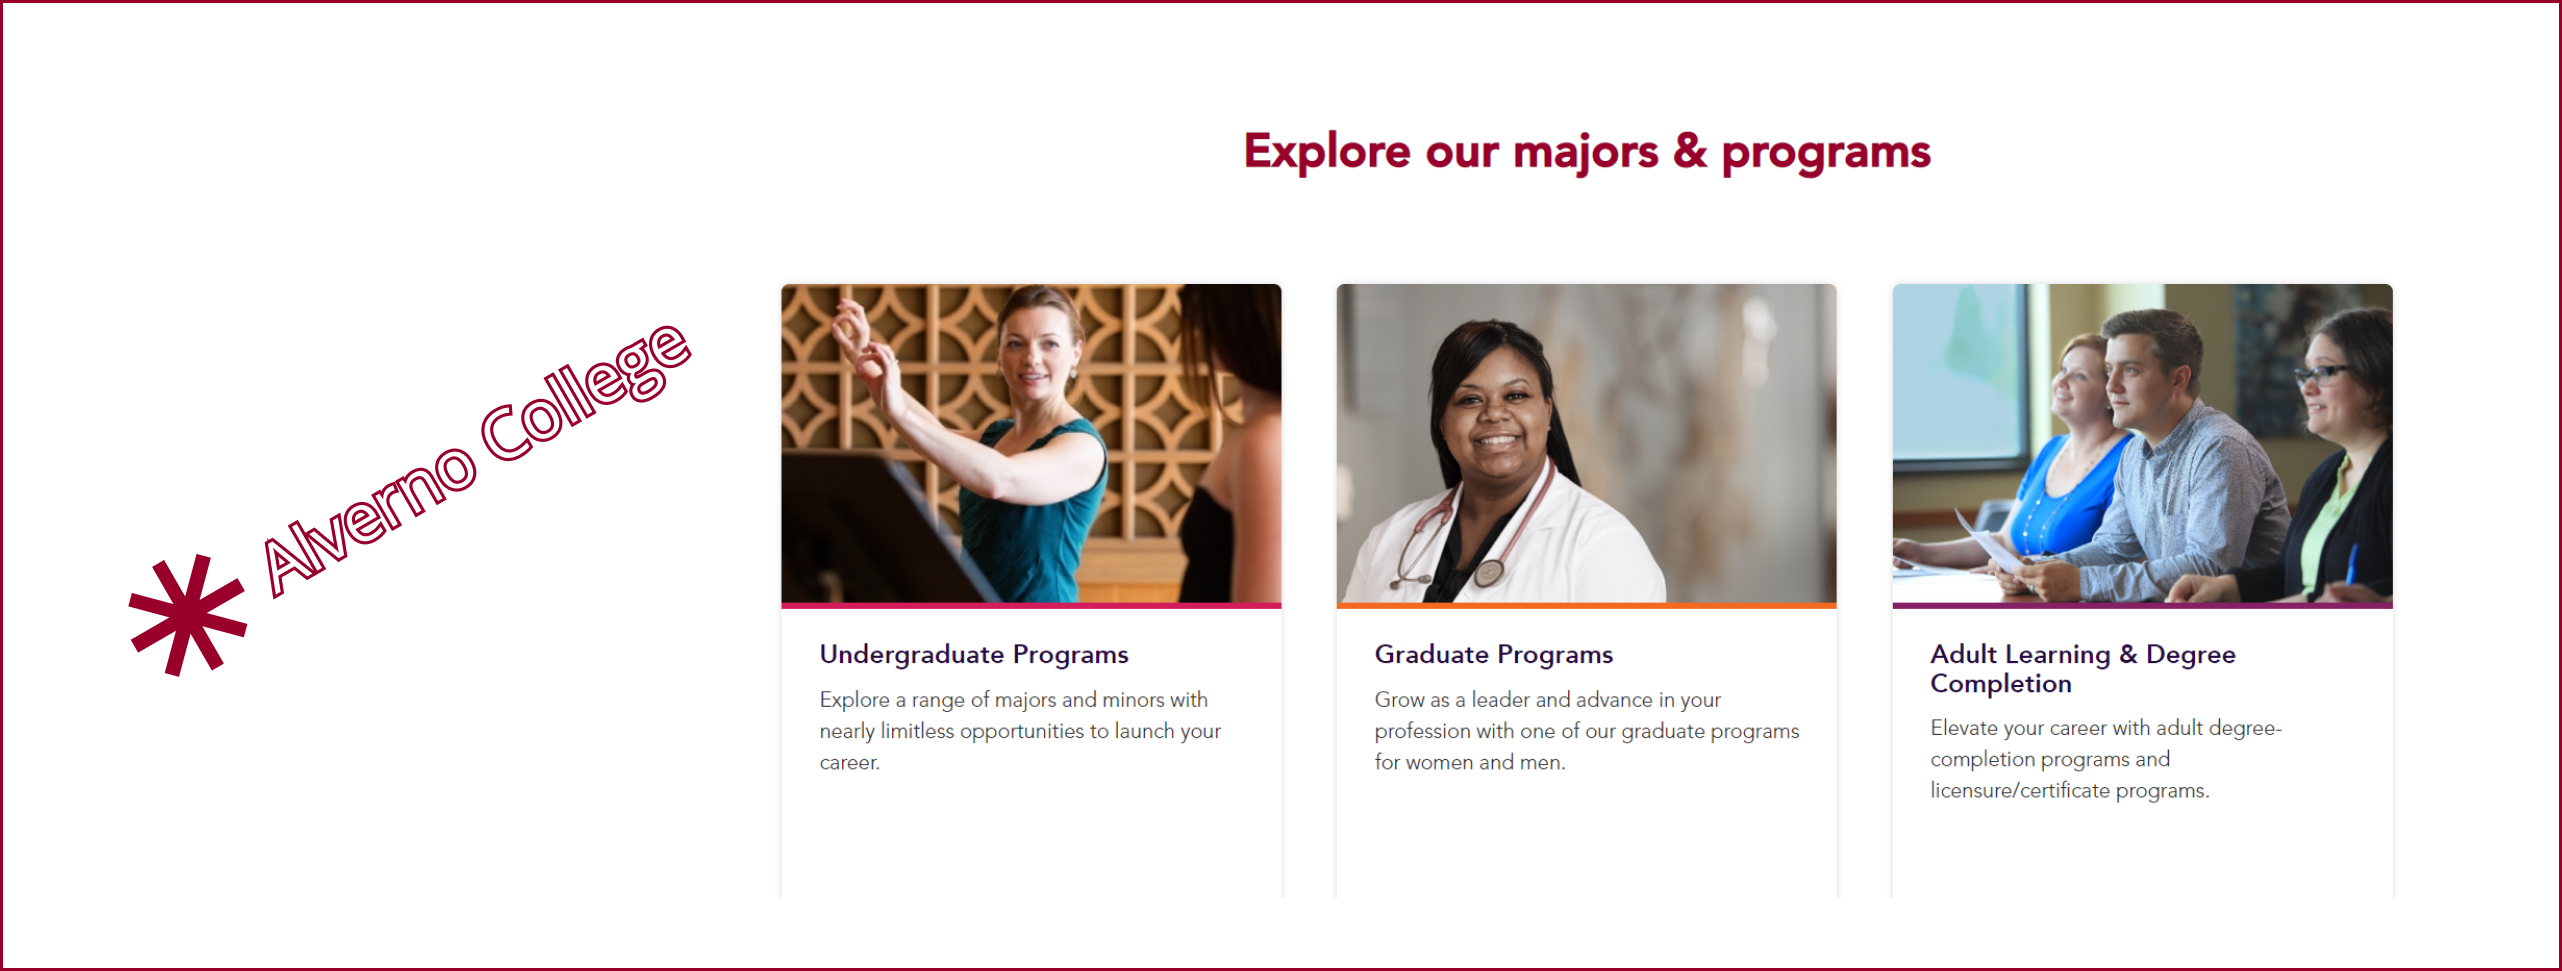 Explore our majors & programs
Alverno College
Undergraduate Programs
Explore a range of majors and minors with
nearly limitless opportunities to launch your
career.
Graduate Programs
Grow as a leader and advance in your
profession with one of our graduate programs
for women and men.
Adult Learning & Degree
Completion
Elevate your career with adult degree-
completion programs and
licensure/certificate programs.